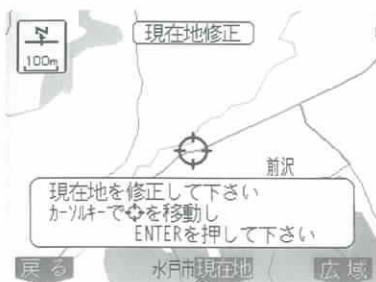 現在地修正
N
100m
前沢
現在地を修正して下さい
カーソルキーで⌖を移動し
ENTERを押して下さい
戻る
水戸市現在地
広域